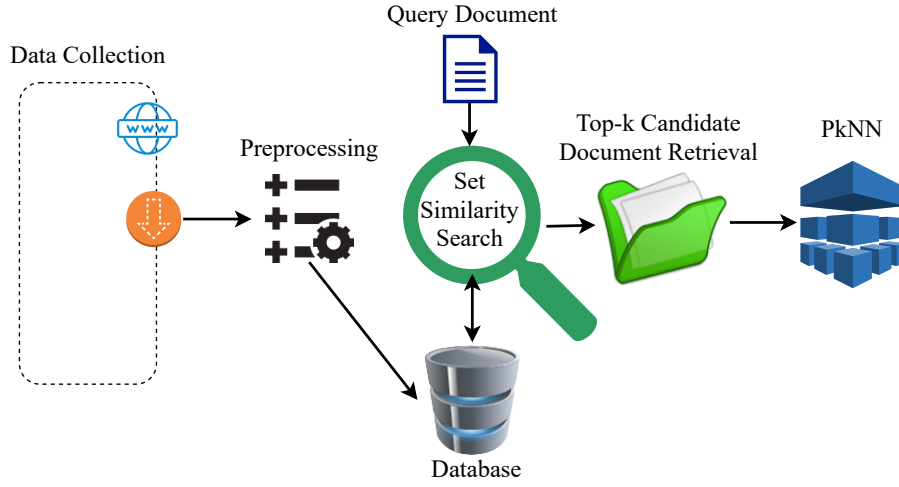 Query Document
Data Collection
www
Preprocessing
Set
Similarity
Search
Top-k Candidate
Document Retrieval
PkNN
Database